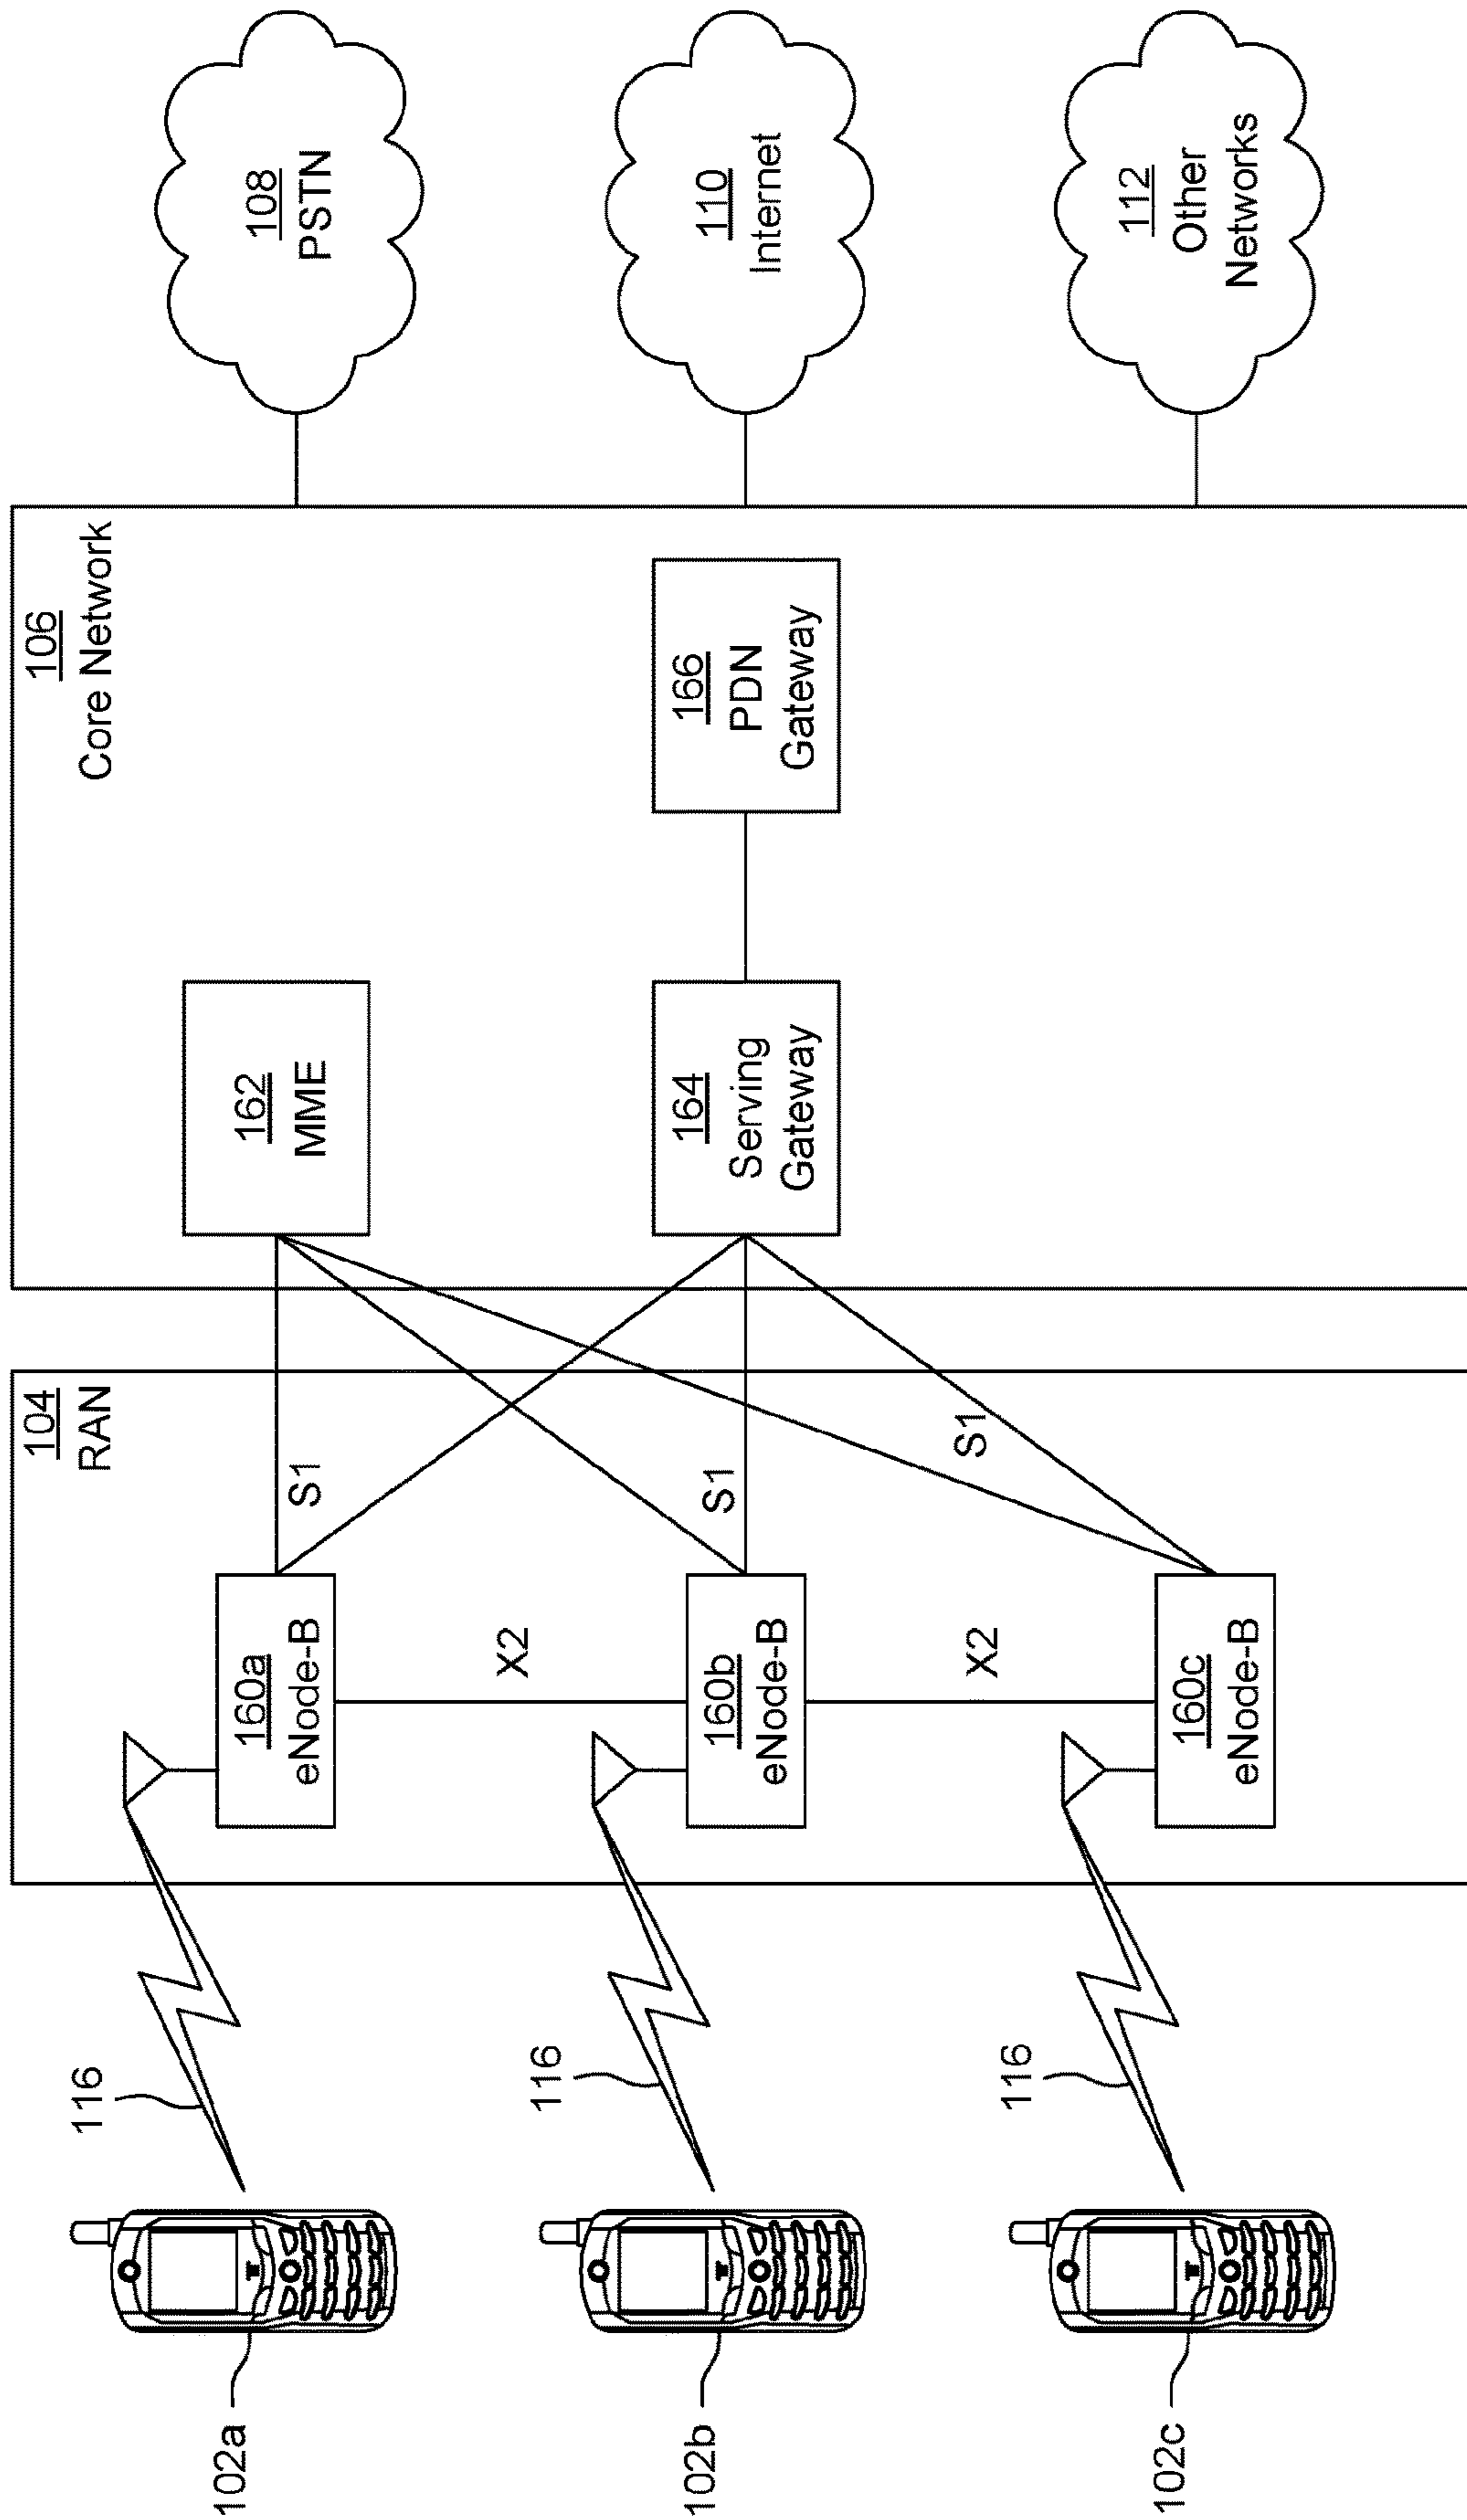 102a
116
160a
eNode-B
S1
162
MME
108
PSTN
104
RAN
106
Core Network
X2
102b
116
160b
eNode-B
S1
164
Serving
Gateway
166
PDN
Gateway
110
Internet
X2
S1
102c
116
160c
eNode-B
112
Other
Networks